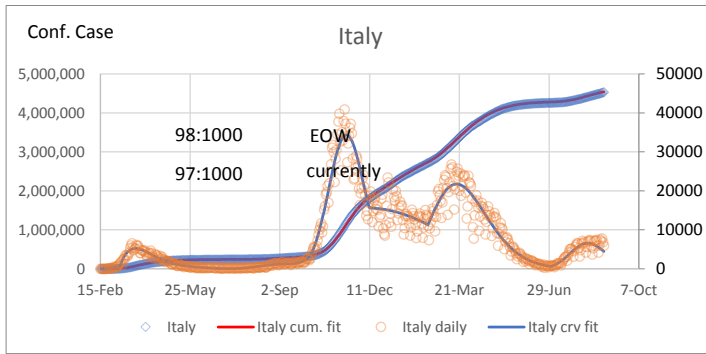 Conf. Case
Italy
5,000,000
50000
4,000,000
40000
98:1000
EOW
3,000,000
30000
97:1000
currently
2,000,000
20000
1,000,000
10000
0
0
15-Feb
25-May
2-Sep
11-Dec
21-Mar
29-Jun
7-Oct
Italy
Italy cum. fit
Italy daily
Italy crv fit